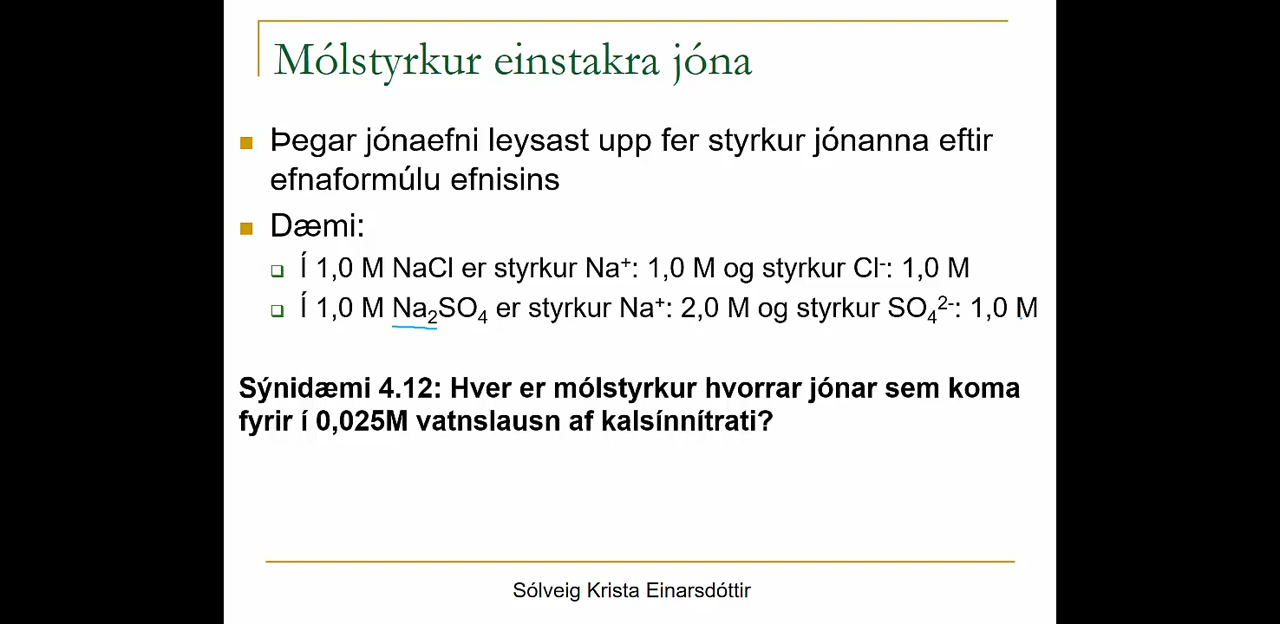 Mólstyrkur einstakra jóna
Þegar jónaefni leysast upp fer styrkur jónanna eftir
efnaformúlu efnisins
Dæmi:
Í 1,0 M NaCl er styrkur Na⁺: 1,0 M og styrkur Cl⁻: 1,0 M
Í 1,0 M Na₂SO₄ er styrkur Na⁺: 2,0 M og styrkur SO₄²⁻: 1,0 M
Sýnidæmi 4.12: Hver er mólstyrkur hvorrar jónar sem koma
fyrir í 0,025M vatnslausn af kalsínnítrati?
Sólveig Krista Einarsdóttir